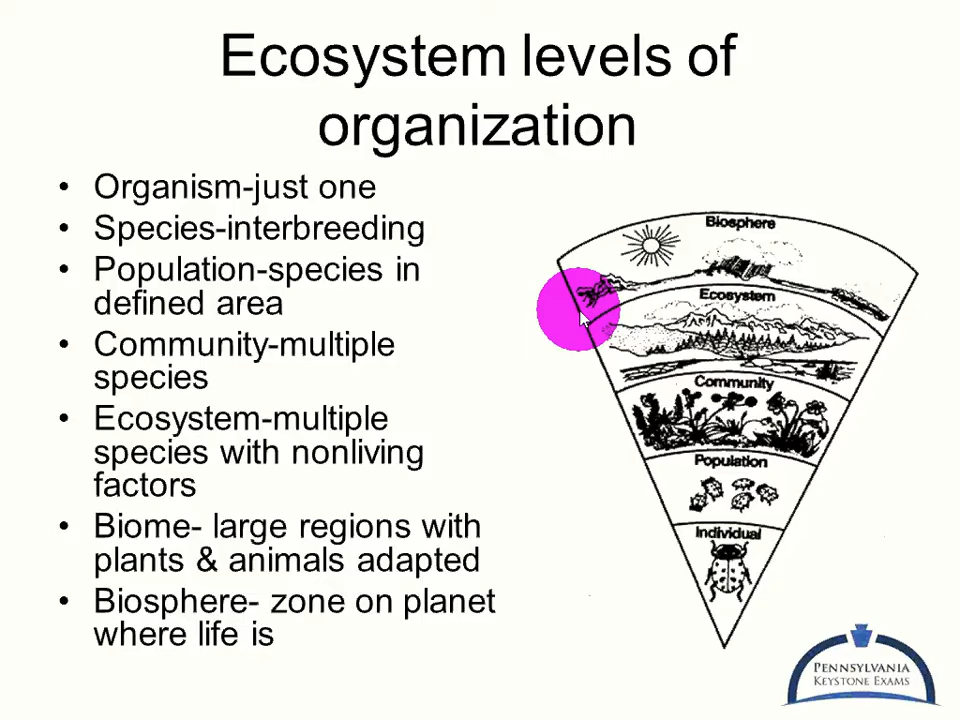 Ecosystem levels of
organization
• Organism-just one
• Species-interbreeding
• Population-species in
defined area
• Community-multiple
species
• Ecosystem-multiple
species with nonliving
factors
• Biome- large regions with
plants & animals adapted
• Biosphere- zone on planet
where life is
Biosphere
Ecosystem
Community
Population
Individual
PENNSYLVANIA
KEYSTONE EXAMS